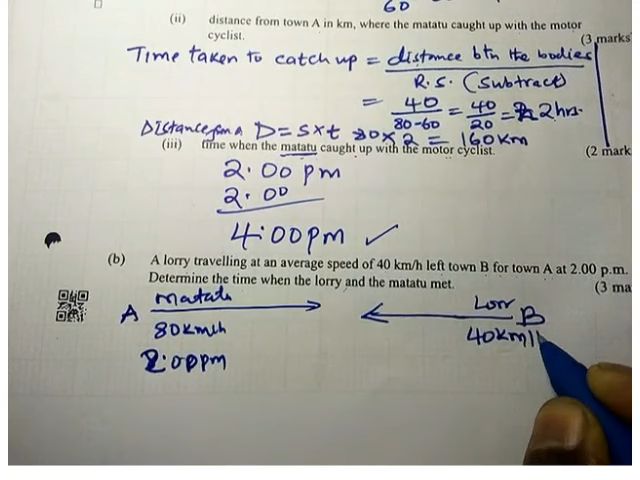 60
(ii) distance from town A in km, where the matatu caught up with the motor
cyclist. (3 marks
Time taken to catch up = distance btn the bodies
R.S. (Subtract)
= 40 = 40 = 2hrs.
80-60 20
Distance from A D = S x t 80 x 2 = 160 Km
(iii) time when the matatu caught up with the motor cyclist. (2 mark
2.00 pm
2.00
4:00pm ✓
(b) A lorry travelling at an average speed of 40 km/h left town B for town A at 2.00 p.m.
Determine the time when the lorry and the matatu met. (3 ma
A matatu Lorr B
80km/h 40Km/h
2:00pm